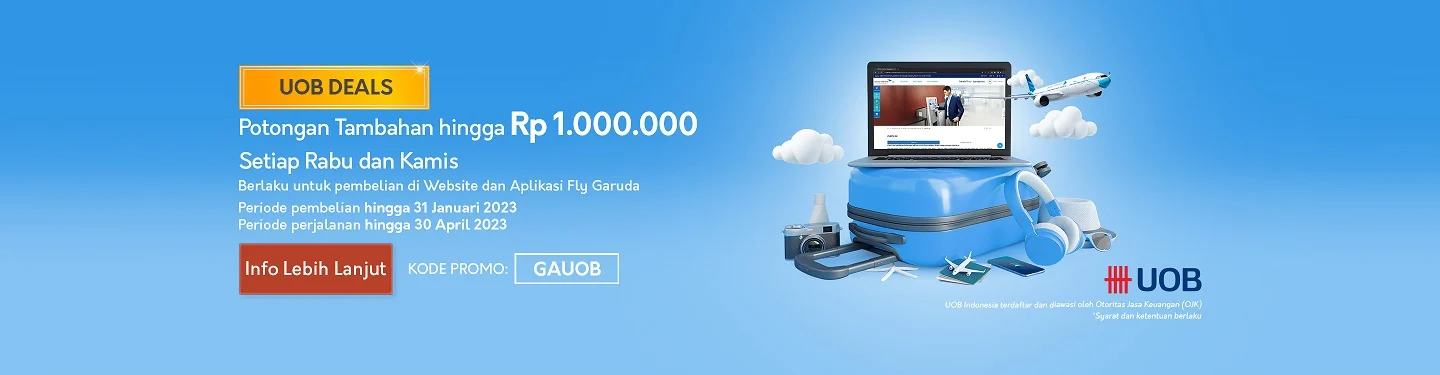 UOB DEALS
Potongan Tambahan hingga Rp 1.000.000
Setiap Rabu dan Kamis
Berlaku untuk pembelian di Website dan Aplikasi Fly Garuda
Periode pembelian hingga 31 Januari 2023
Periode perjalanan hingga 30 April 2023
Info Lebih Lanjut
KODE PROMO: GAUOB
UOB
UOB Indonesia terdaftar dan diawasi oleh Otoritas Jasa Keuangan (OJK)
*Syarat dan ketentuan berlaku